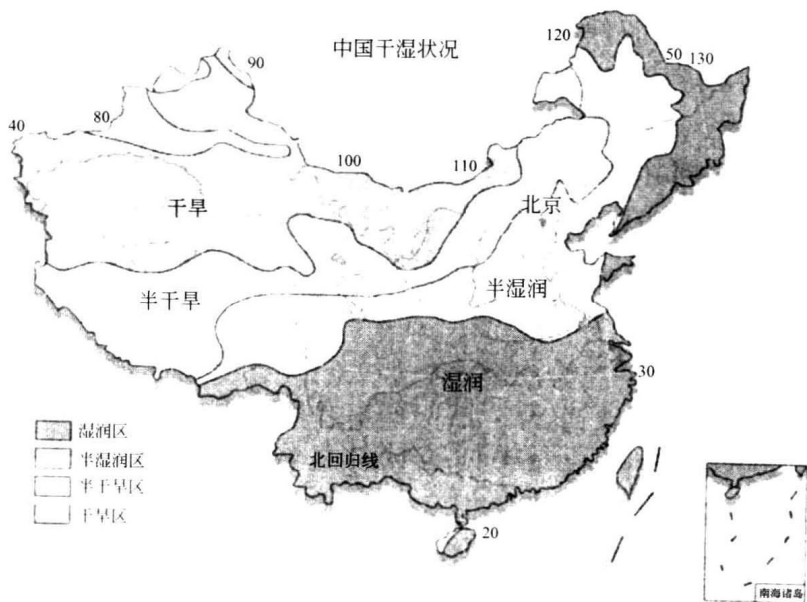 中国干湿状况
120
90
50
130
80
40
100
110
干旱
北京
半干旱
半湿润
湿润
30
湿润区
半湿润区
半干旱区
干旱区
北回归线
20
南海诸岛